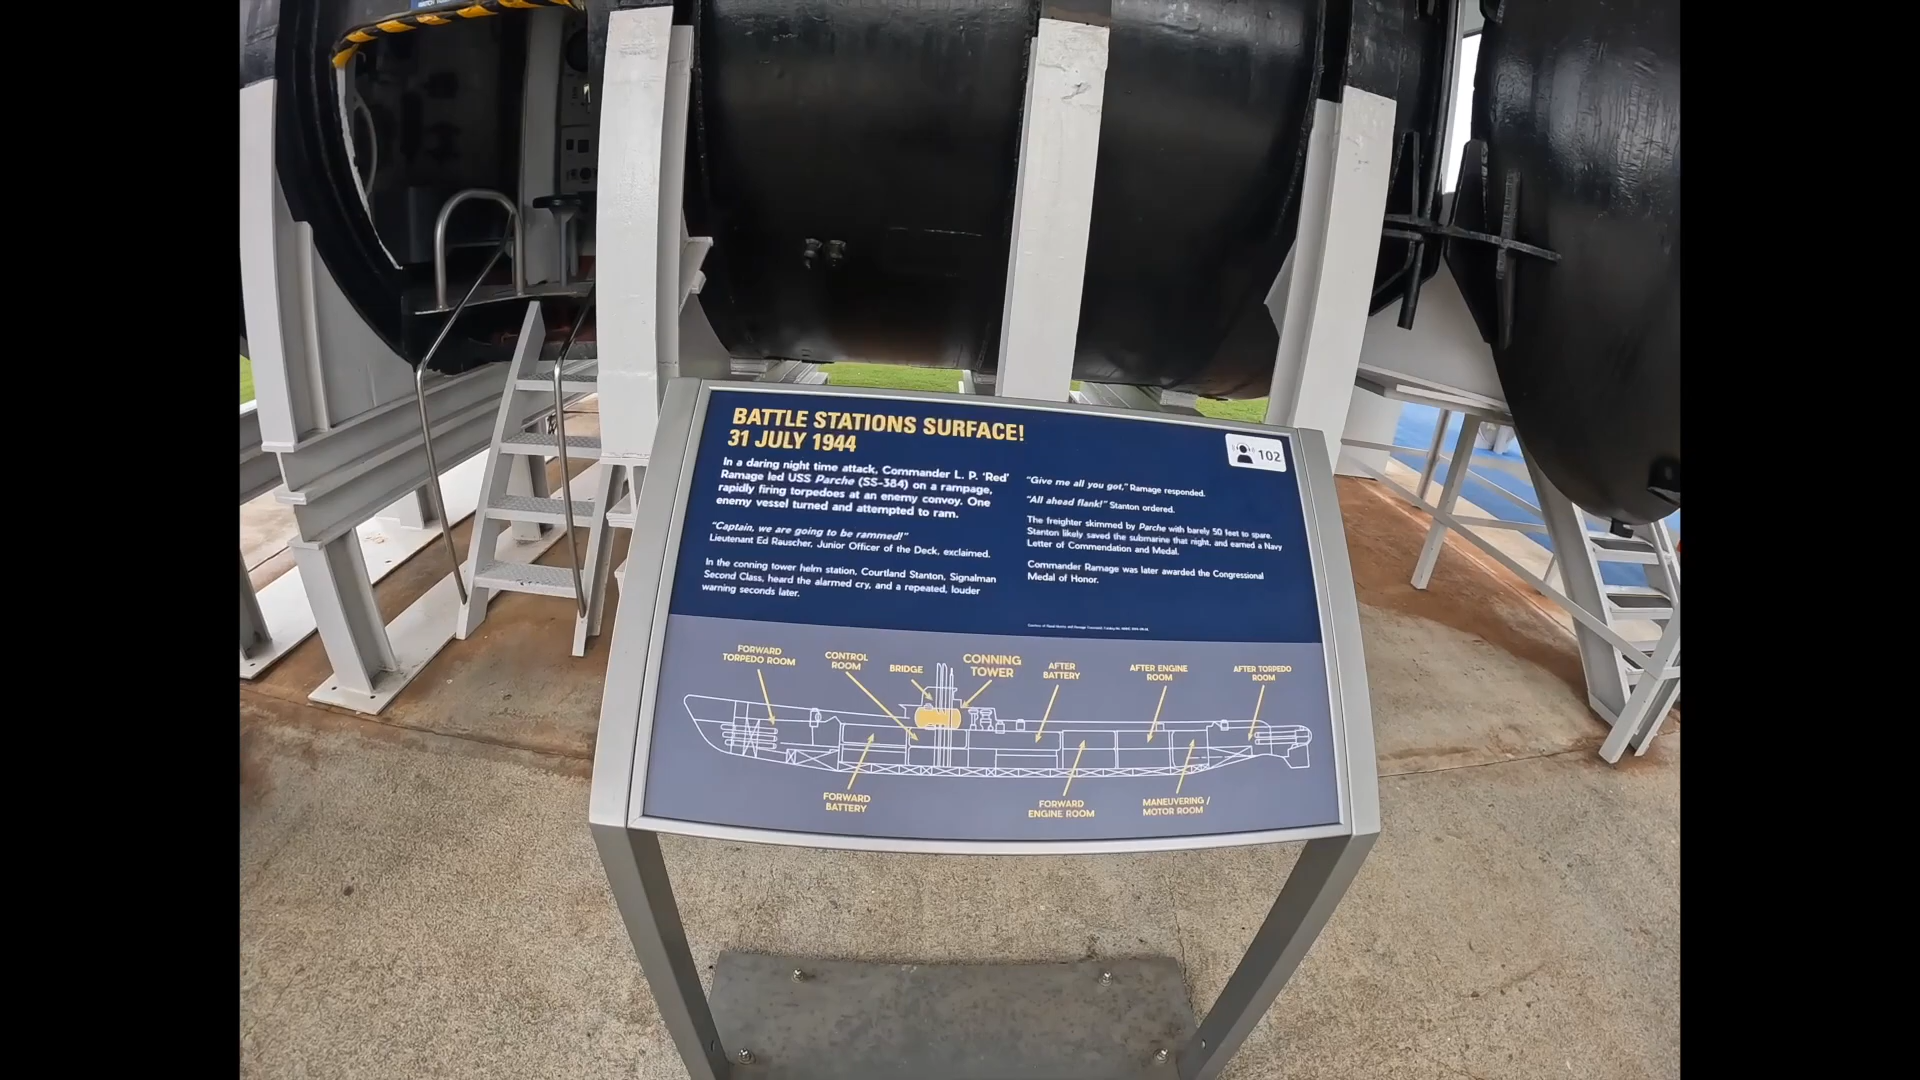 BATTLE STATIONS SURFACE!
31 JULY 1944
102
In a daring night time attack, Commander L. P. 'Red'
Ramage led USS Parche (SS-384) on a rampage,
rapidly firing torpedoes at an enemy convoy. One
enemy vessel turned and attempted to ram.
"Captain, we are going to be rammed!"
Lieutenant Ed Rauscher, Junior Officer of the Deck, exclaimed.
In the conning tower helm station, Courtland Stanton, Signalman
Second Class, heard the alarmed cry, and a repeated, louder
warning seconds later.
"Give me all you got," Ramage responded.
"All ahead flank!" Stanton ordered.
The freighter skimmed by Parche with barely 50 feet to spare.
Stanton likely saved the submarine that night, and earned a Navy
Letter of Commendation and Medal.
Commander Ramage was later awarded the Congressional
Medal of Honor.
FORWARD
TORPEDO ROOM
CONTROL
ROOM
BRIDGE
CONNING
TOWER
AFTER
BATTERY
AFTER ENGINE
ROOM
AFTER TORPEDO
ROOM
FORWARD
BATTERY
FORWARD
ENGINE ROOM
MANEUVERING /
MOTOR ROOM